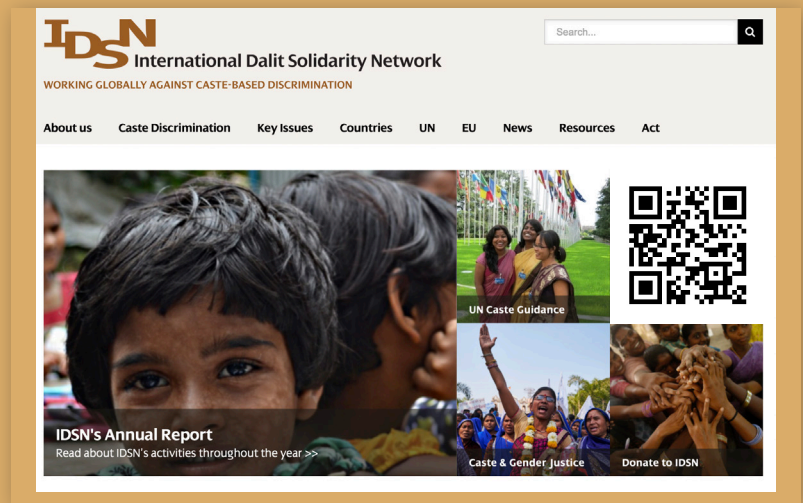 IDSN
International Dalit Solidarity Network
WORKING GLOBALLY AGAINST CASTE-BASED DISCRIMINATION
Search...
About us Caste Discrimination Key Issues Countries UN EU News Resources Act
IDSN's Annual Report
Read about IDSN's activities throughout the year >>
UN Caste Guidance
Caste & Gender Justice
Donate to IDSN